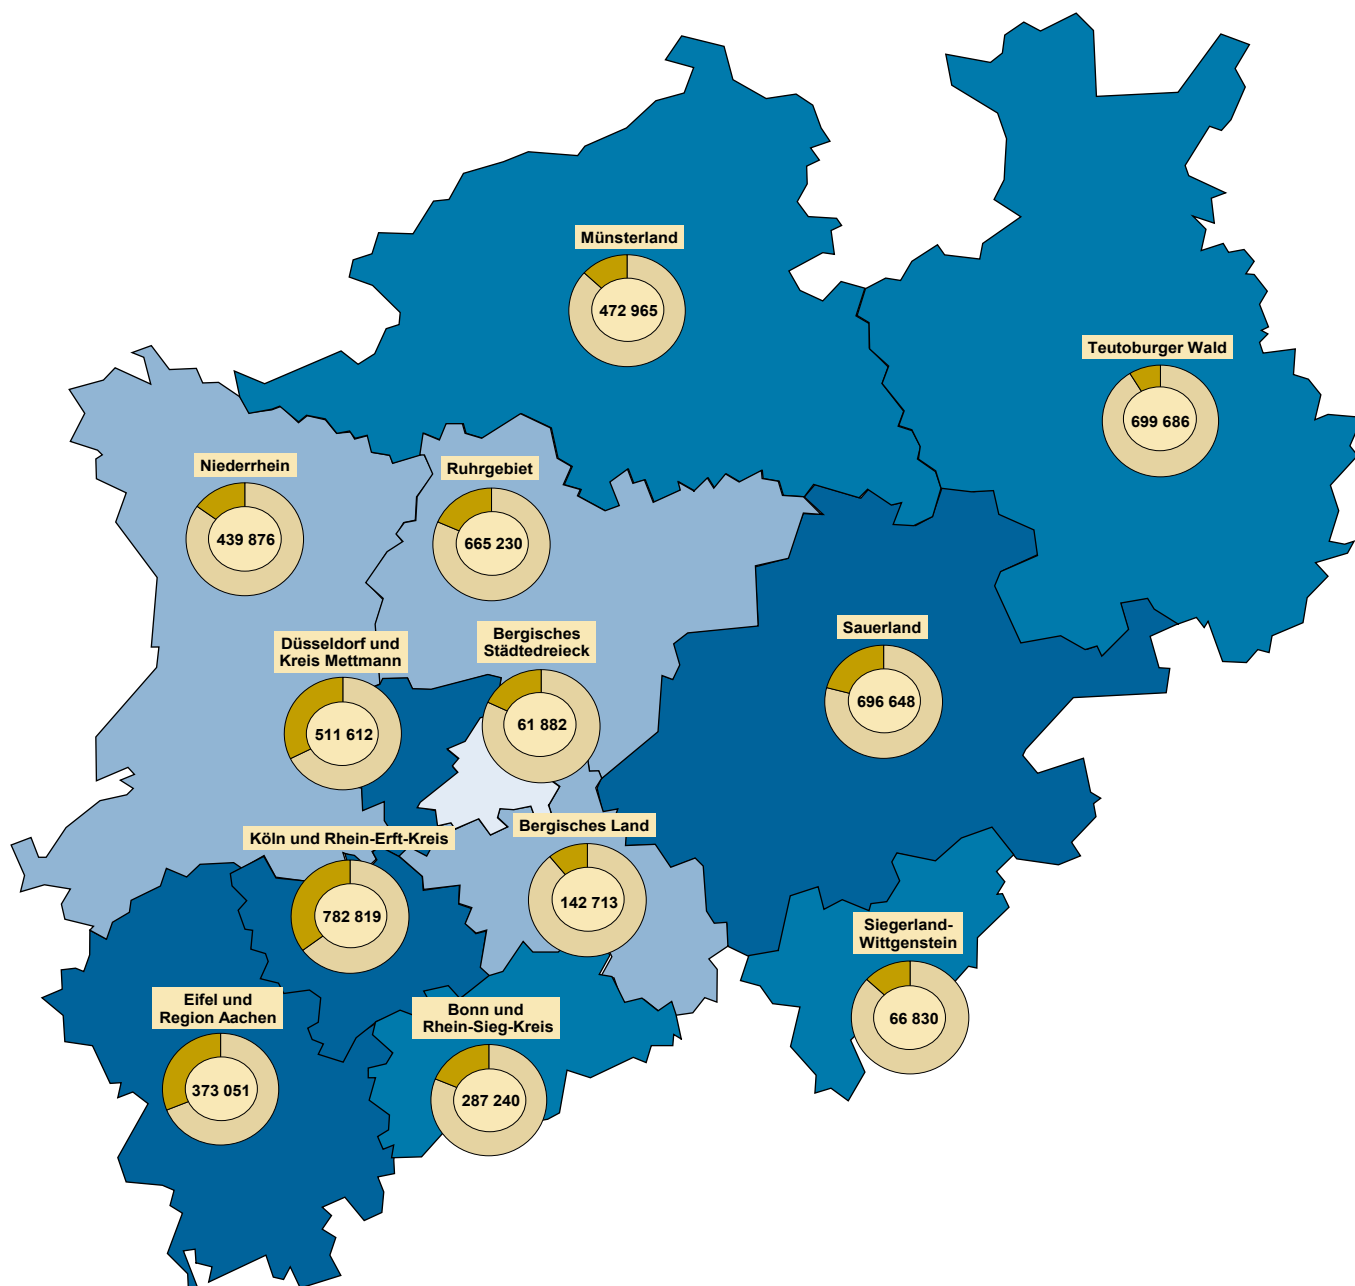 Münsterland
472 965
Teutoburger Wald
699 686
Niederrhein
439 876
Ruhrgebiet
665 230
Düsseldorf und
Kreis Mettmann
511 612
Bergisches
Städtedreieck
61 882
Sauerland
696 648
Köln und Rhein-Erft-Kreis
782 819
Bergisches Land
142 713
Siegerland-
Wittgenstein
66 830
Eifel und
Region Aachen
373 051
Bonn und
Rhein-Sieg-Kreis
287 240